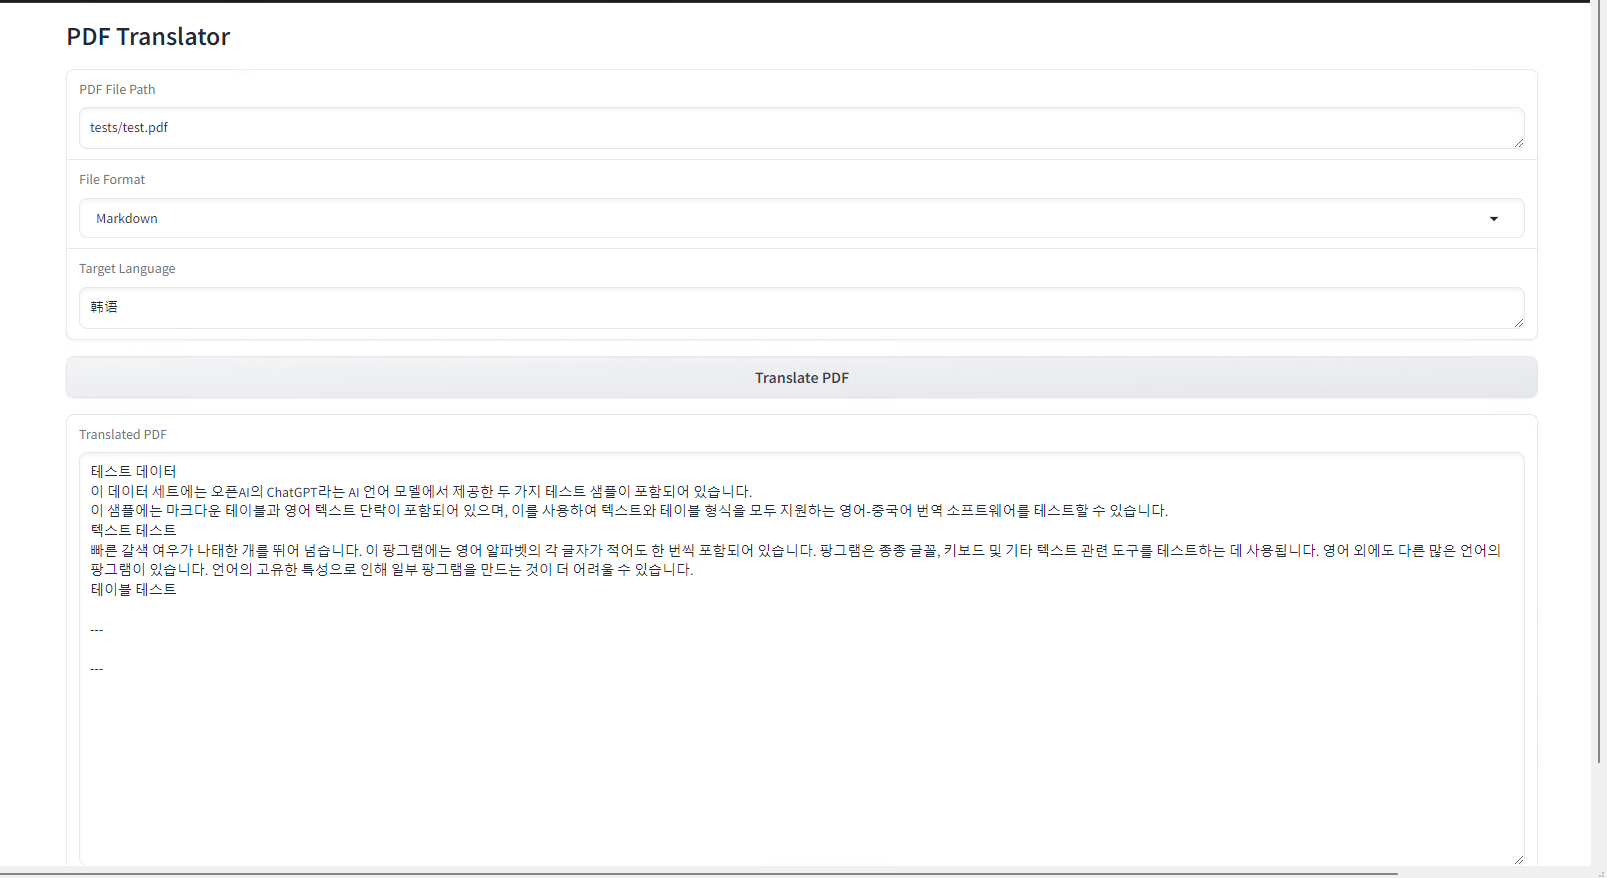 PDF Translator
PDF File Path
tests/test.pdf
File Format
Markdown
Target Language
韩语
Translate PDF
Translated PDF
테스트 데이터
이 데이터 세트에는 오픈AI의 ChatGPT라는 AI 언어 모델에서 제공한 두 가지 테스트 샘플이 포함되어 있습니다.
이 샘플에는 마크다운 테이블과 영어 텍스트 단락이 포함되어 있으며, 이를 사용하여 텍스트와 테이블 형식을 모두 지원하는 영어-중국어 번역 소프트웨어를 테스트할 수 있습니다.
텍스트 테스트
빠른 갈색 여우가 나태한 개를 뛰어 넘습니다. 이 팡그램에는 영어 알파벳의 각 글자가 적어도 한 번씩 포함되어 있습니다. 팡그램은 종종 글꼴, 키보드 및 기타 텍스트 관련 도구를 테스트하는 데 사용됩니다. 영어 외에도 다른 많은 언어의
팡그램이 있습니다. 언어의 고유한 특성으로 인해 일부 팡그램을 만드는 것이 더 어려울 수 있습니다.
테이블 테스트
---
---